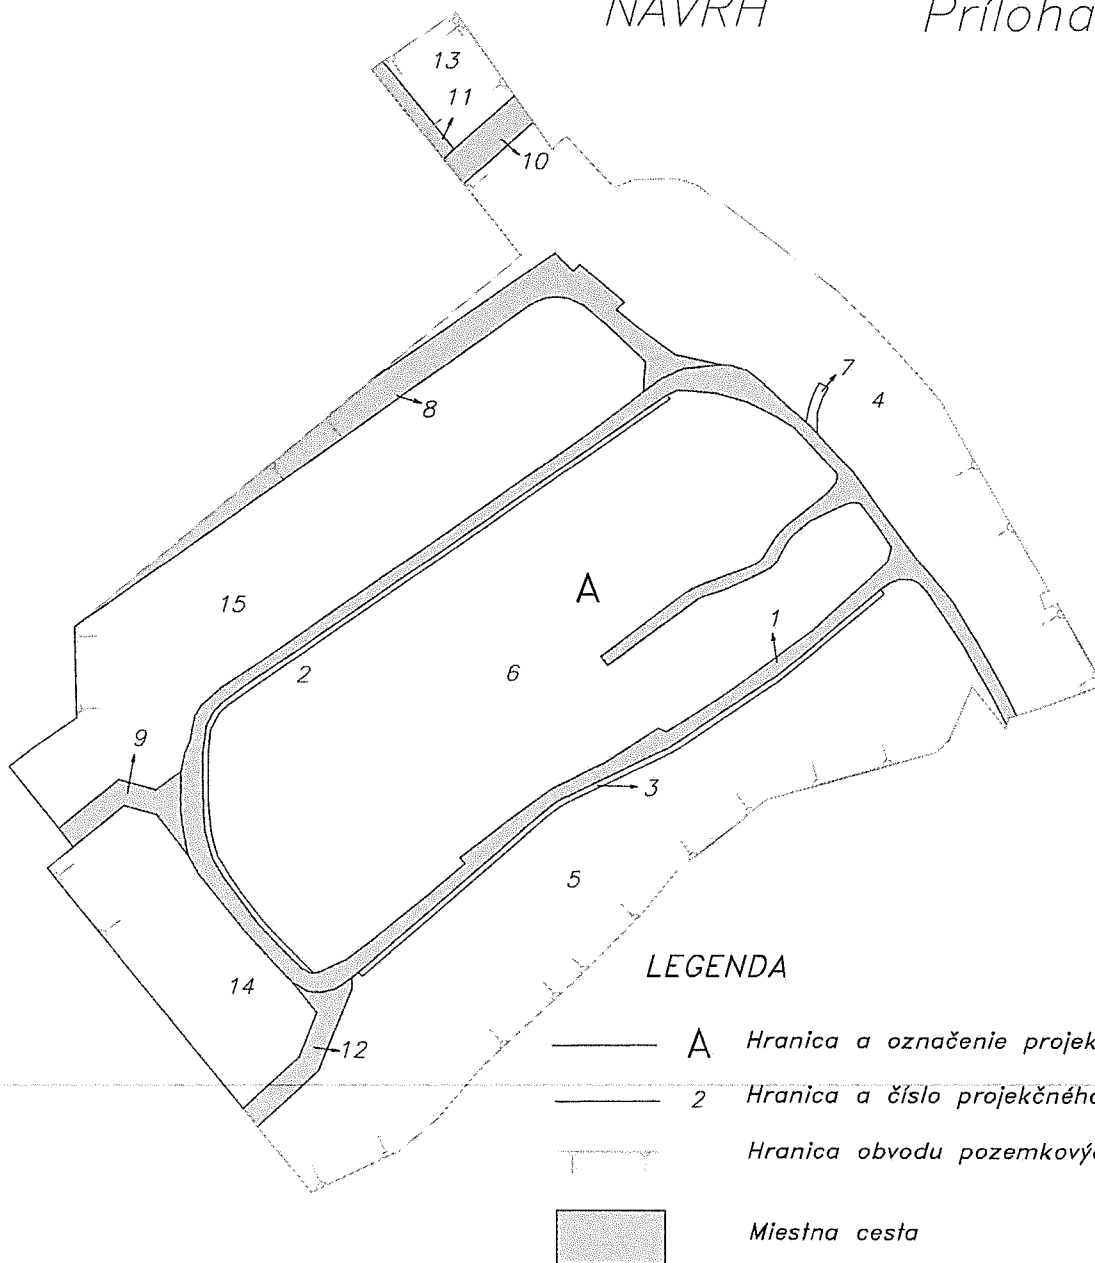 NÁVRH Príloha
13
11
10
7
4
8
15
A
1
2
6
9
3
5
14
12
LEGENDA
A Hranica a označenie projek
2 Hranica a číslo projekčného
Hranica obvodu pozemkovýc
Miestna cesta